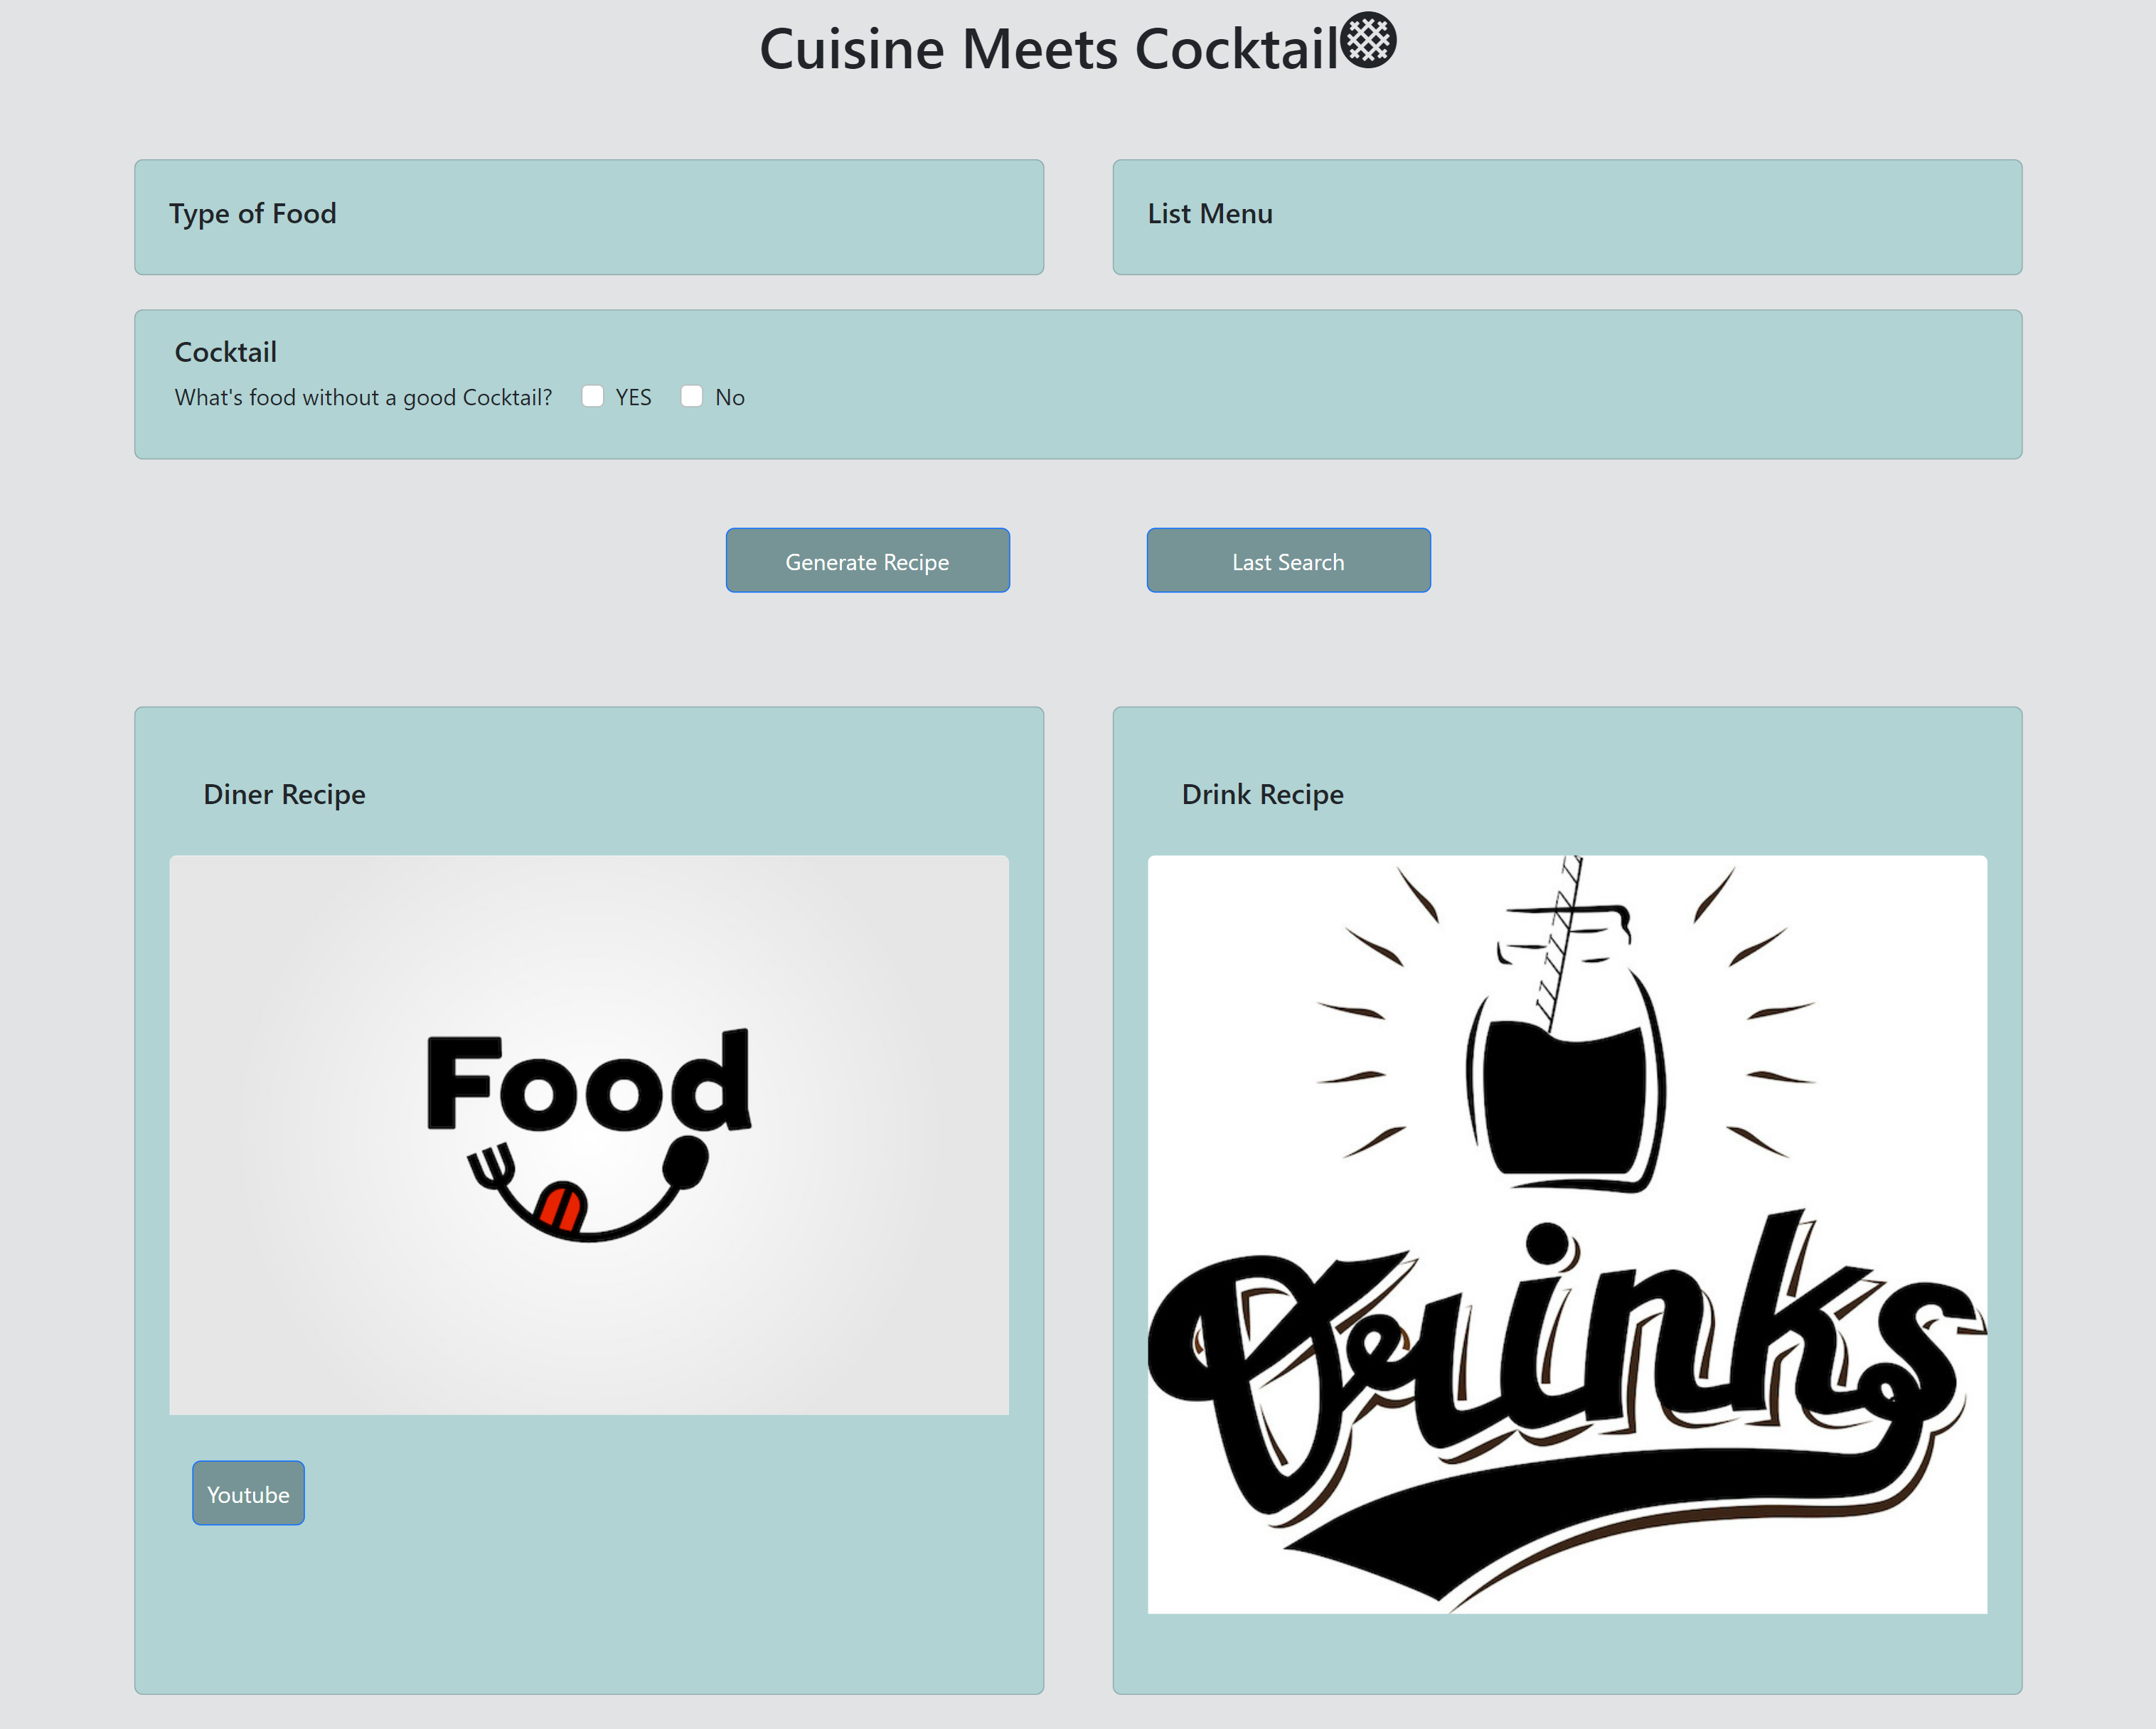 Cuisine Meets Cocktail
Type of Food
List Menu
Cocktail
What's food without a good Cocktail? YES No
Generate Recipe
Last Search
Diner Recipe
Food
Youtube
Drink Recipe
Drinks